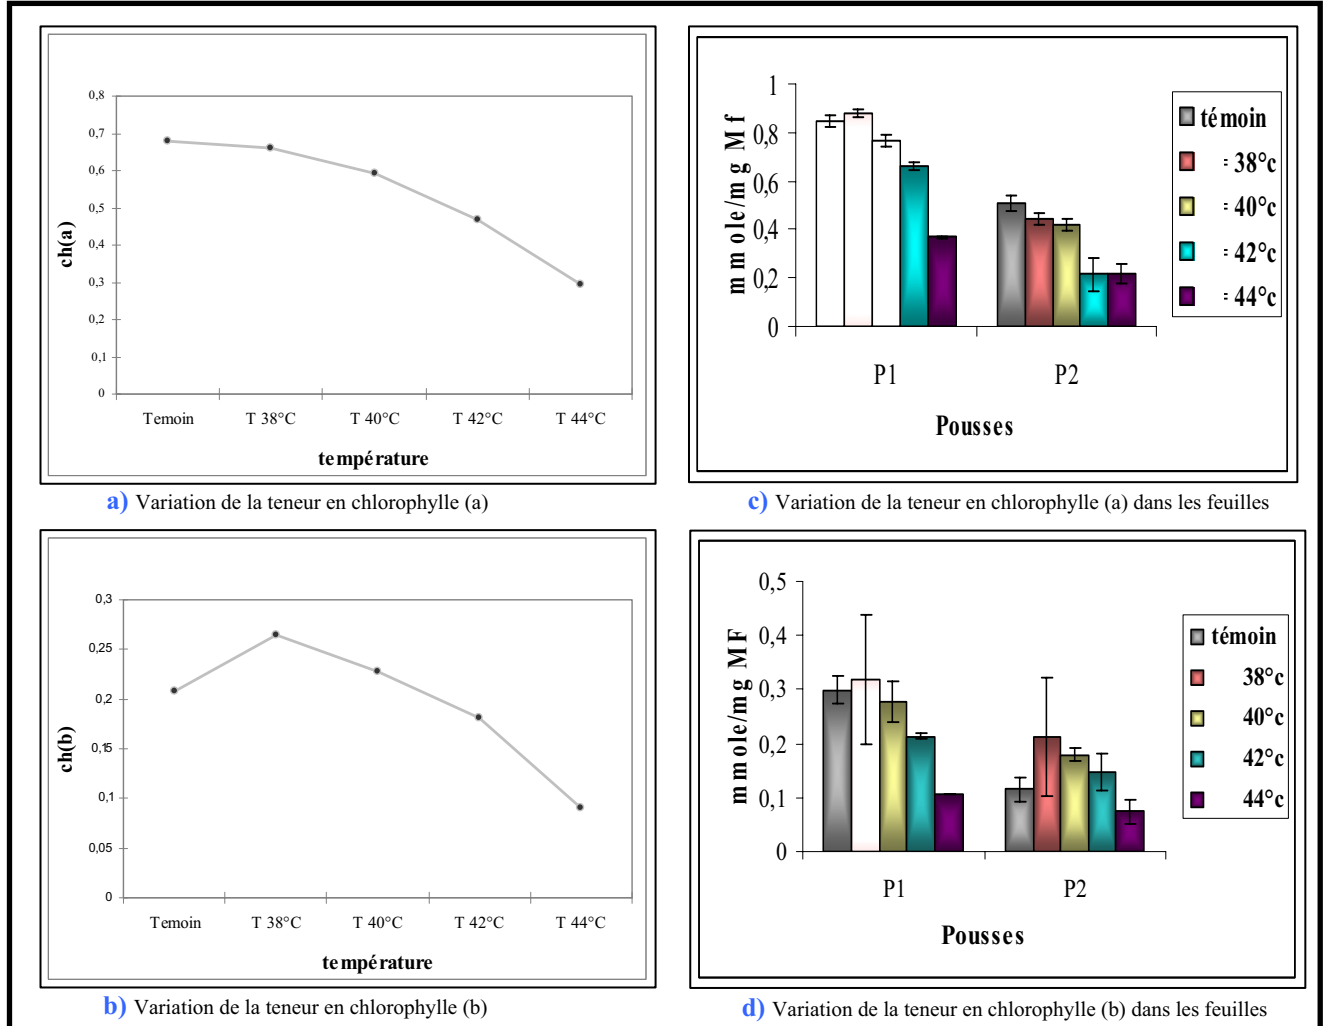 0,8
0,7
0,6
0,5
0,4
0,3
0,2
0,1
0
ch(a)
Temoin T 38°C T 40°C T 42°C T 44°C
température
a) Variation de la teneur en chlorophylle (a)
1
0,8
0,6
0,4
0,2
0
mmole/mg Mf
P1 P2
Pousses
témoin
= 38°c
= 40°c
= 42°c
= 44°c
c) Variation de la teneur en chlorophylle (a) dans les feuilles
0,3
0,25
0,2
0,15
0,1
0,05
0
ch(b)
Temoin T 38°C T 40°C T 42°C T 44°C
température
b) Variation de la teneur en chlorophylle (b)
0,5
0,4
0,3
0,2
0,1
0
mmole/mg MF
P1 P2
Pousses
témoin
38°c
40°c
42°c
44°c
d) Variation de la teneur en chlorophylle (b) dans les feuilles